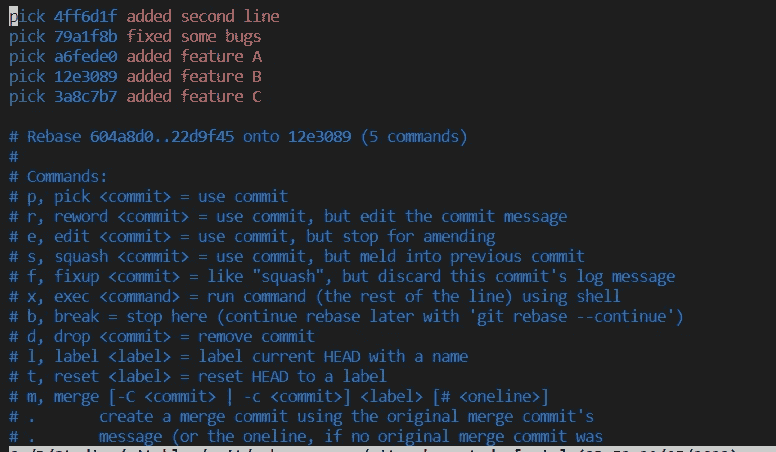 pick 4ff6d1f added second line
pick 79a1f8b fixed some bugs
pick a6fede0 added feature A
pick 12e3089 added feature B
pick 3a8c7b7 added feature C
# Rebase 604a8d0..22d9f45 onto 12e3089 (5 commands)
#
# Commands:
# p, pick <commit> = use commit
# r, reword <commit> = use commit, but edit the commit message
# e, edit <commit> = use commit, but stop for amending
# s, squash <commit> = use commit, but meld into previous commit
# f, fixup <commit> = like "squash", but discard this commit's log message
# x, exec <command> = run command (the rest of the line) using shell
# b, break = stop here (continue rebase later with 'git rebase --continue')
# d, drop <commit> = remove commit
# l, label <label> = label current HEAD with a name
# t, reset <label> = reset HEAD to a label
# m, merge [-C <commit> | -c <commit>] <label> [# <oneline>]
# .       create a merge commit using the original merge commit's
# .       message (or the oneline, if no original merge commit was